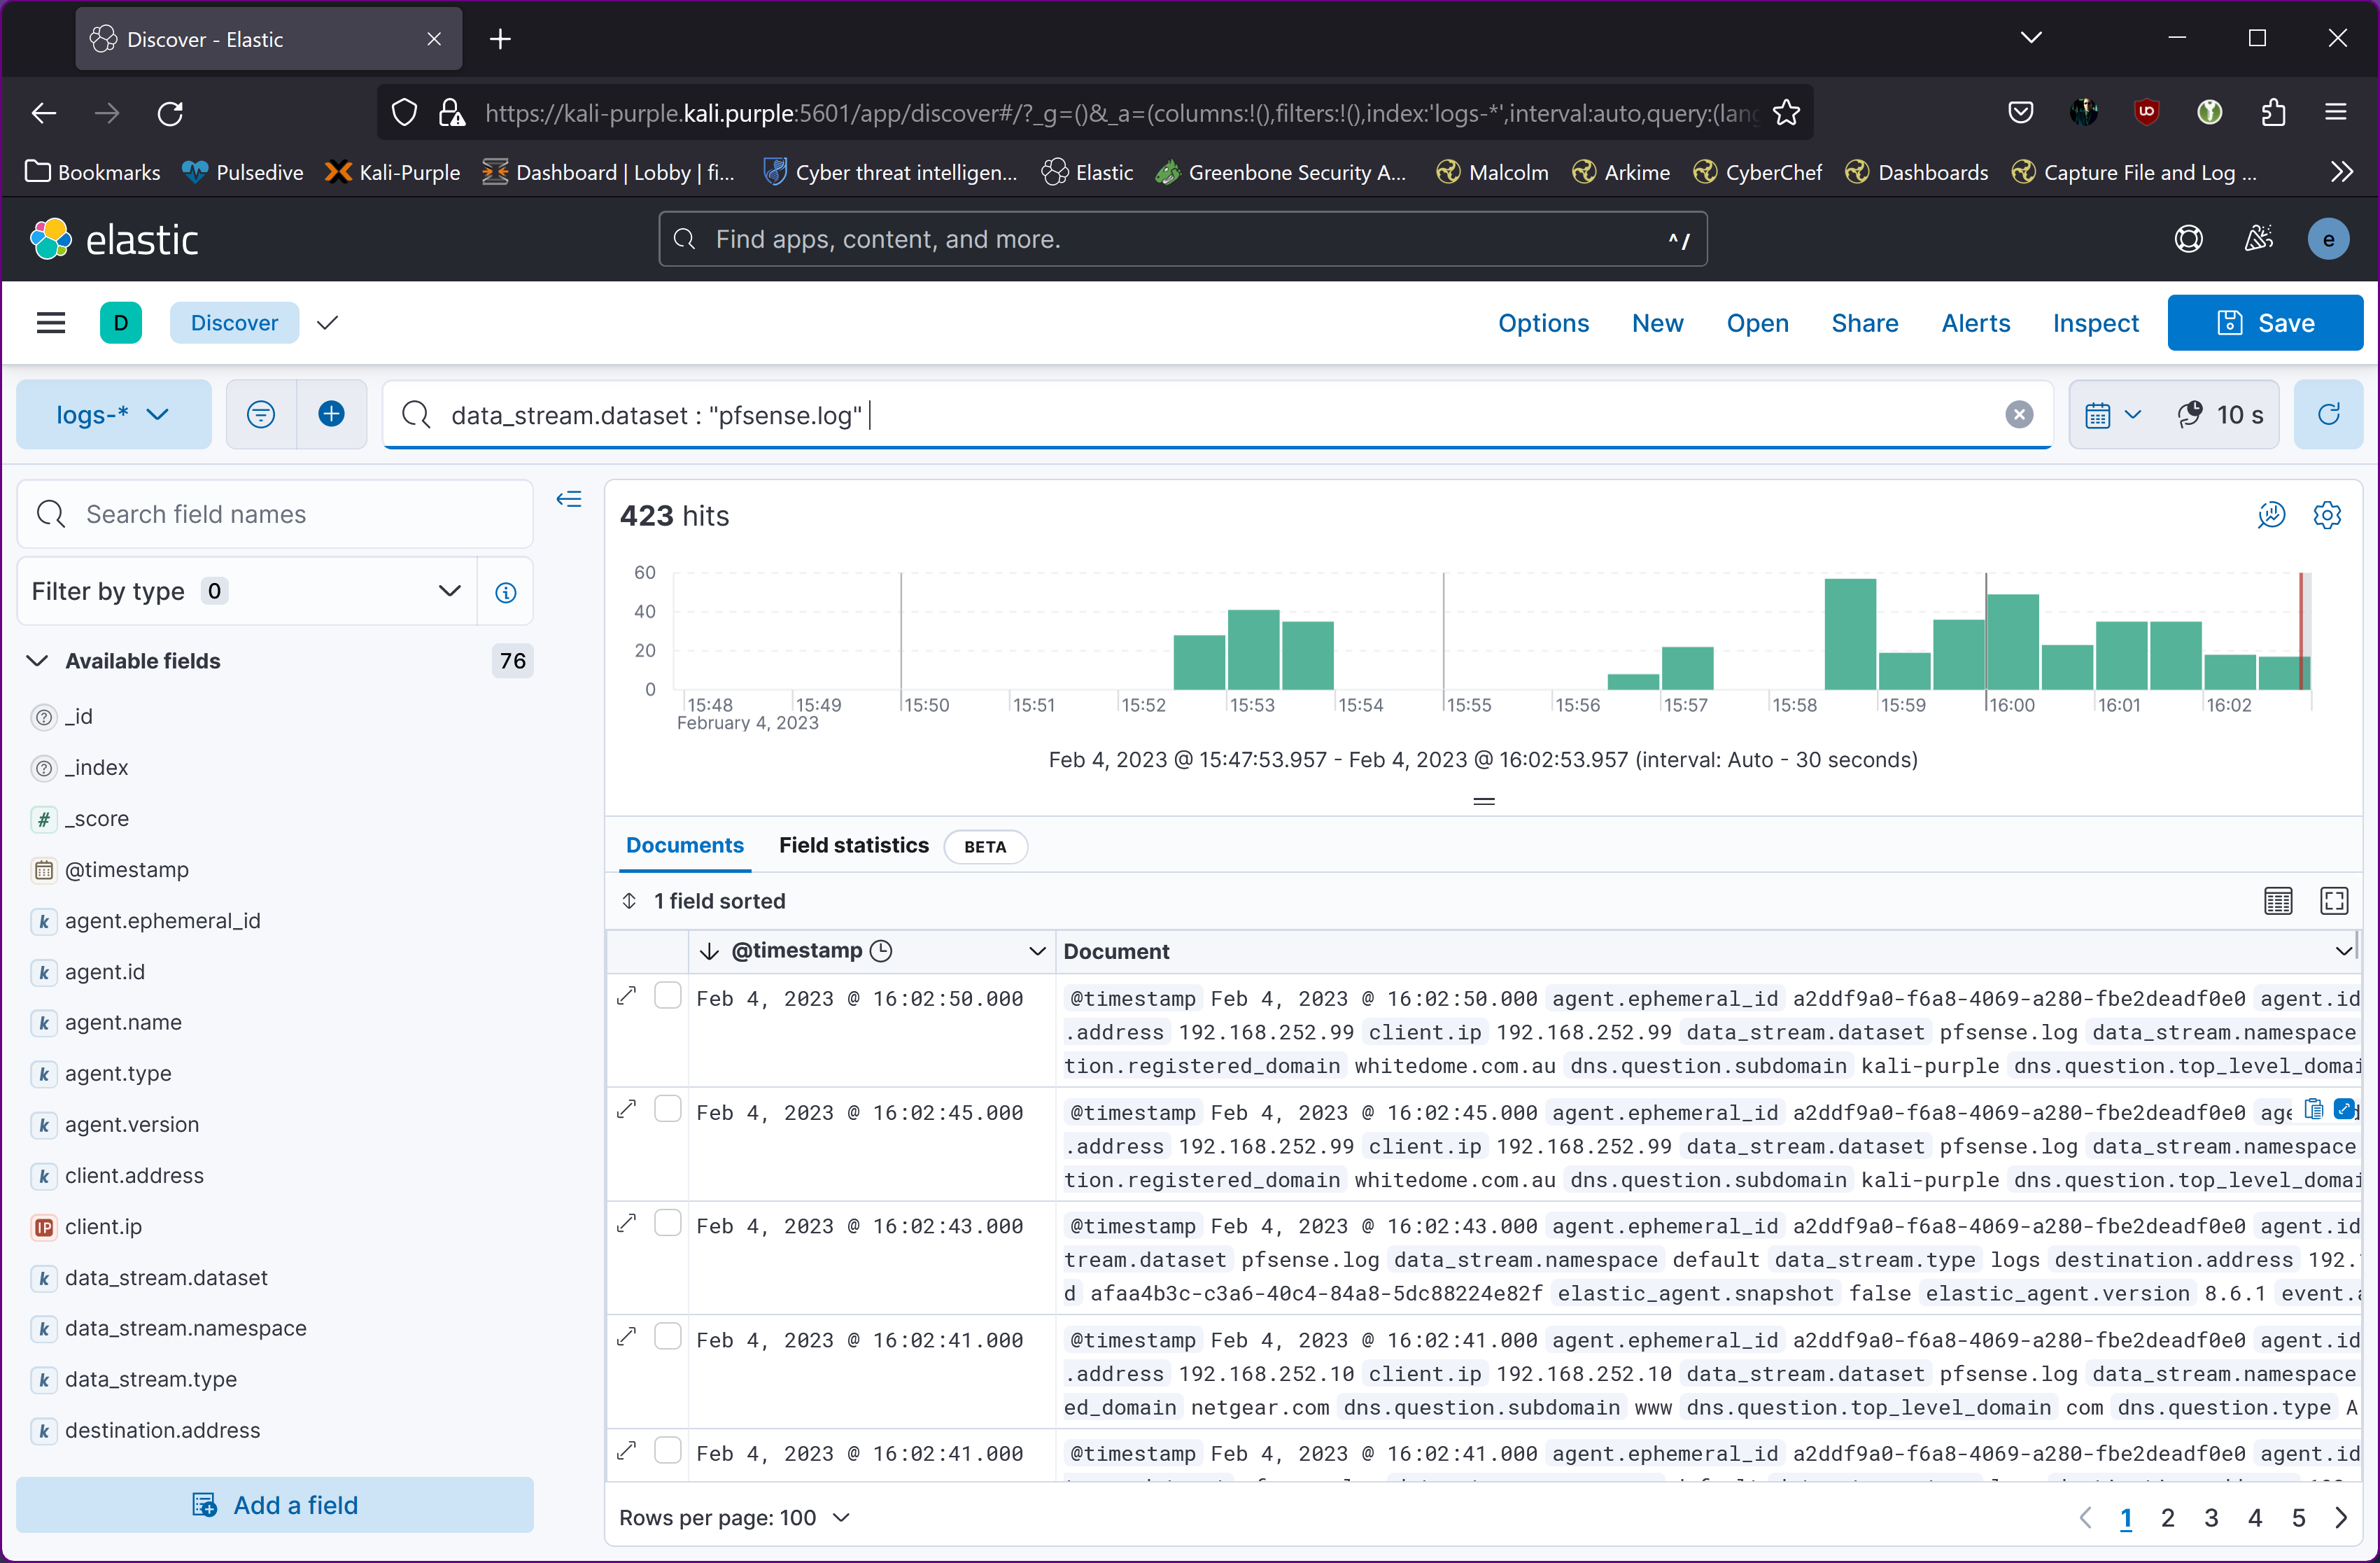 Discover - Elastic
https://kali-purple.kali.purple:5601/app/discover#/?_g=()&_a=(columns:!(),filters:!(),index:'logs-*',interval:auto,query:(lang
Bookmarks Pulsedive Kali-Purple Dashboard | Lobby | fi... Cyber threat intelligen... Elastic Greenbone Security A... Malcolm Arkime CyberChef Dashboards Capture File and Log ...
elastic Find apps, content, and more. ^/ e
D Discover Options New Open Share Alerts Inspect Save
logs-* data_stream.dataset : "pfsense.log" 10 s
Search field names
Filter by type 0
Available fields 76
_id
_index
_score
@timestamp
agent.ephemeral_id
agent.id
agent.name
agent.type
agent.version
client.address
client.ip
data_stream.dataset
data_stream.namespace
data_stream.type
destination.address
Add a field
423 hits
60
40
20
0
15:48 15:49 15:50 15:51 15:52 15:53 15:54 15:55 15:56 15:57 15:58 15:59 16:00 16:01 16:02
February 4, 2023
Feb 4, 2023 @ 15:47:53.957 - Feb 4, 2023 @ 16:02:53.957 (interval: Auto - 30 seconds)
Documents Field statistics BETA
1 field sorted
@timestamp Document
Feb 4, 2023 @ 16:02:50.000 @timestamp Feb 4, 2023 @ 16:02:50.000 agent.ephemeral_id a2ddf9a0-f6a8-4069-a280-fbe2deadf0e0 agent.id
.address 192.168.252.99 client.ip 192.168.252.99 data_stream.dataset pfsense.log data_stream.namespace
tion.registered_domain whitedome.com.au dns.question.subdomain kali-purple dns.question.top_level_domai
Feb 4, 2023 @ 16:02:45.000 @timestamp Feb 4, 2023 @ 16:02:45.000 agent.ephemeral_id a2ddf9a0-f6a8-4069-a280-fbe2deadf0e0 age
.address 192.168.252.99 client.ip 192.168.252.99 data_stream.dataset pfsense.log data_stream.namespace
tion.registered_domain whitedome.com.au dns.question.subdomain kali-purple dns.question.top_level_domai
Feb 4, 2023 @ 16:02:43.000 @timestamp Feb 4, 2023 @ 16:02:43.000 agent.ephemeral_id a2ddf9a0-f6a8-4069-a280-fbe2deadf0e0 agent.id
tream.dataset pfsense.log data_stream.namespace default data_stream.type logs destination.address 192.
d afaa4b3c-c3a6-40c4-84a8-5dc88224e82f elastic_agent.snapshot false elastic_agent.version 8.6.1 event.a
Feb 4, 2023 @ 16:02:41.000 @timestamp Feb 4, 2023 @ 16:02:41.000 agent.ephemeral_id a2ddf9a0-f6a8-4069-a280-fbe2deadf0e0 agent.id
.address 192.168.252.10 client.ip 192.168.252.10 data_stream.dataset pfsense.log data_stream.namespace
ed_domain netgear.com dns.question.subdomain www dns.question.top_level_domain com dns.question.type A
Feb 4, 2023 @ 16:02:41.000 @timestamp Feb 4, 2023 @ 16:02:41.000 agent.ephemeral_id a2ddf9a0-f6a8-4069-a280-fbe2deadf0e0 agent.id
Rows per page: 100 1 2 3 4 5